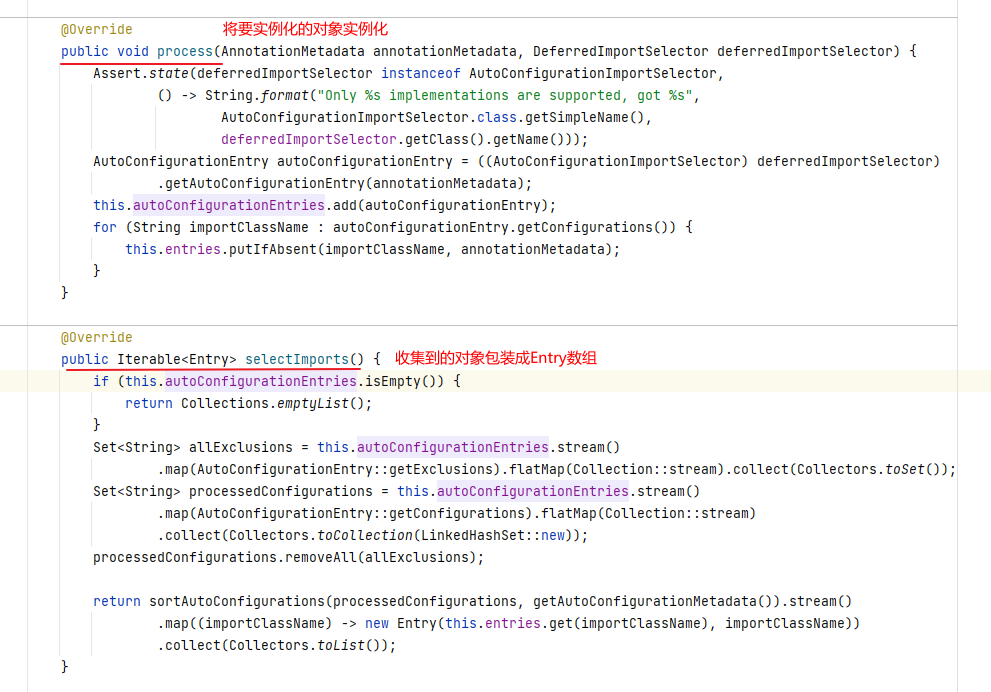 @Override 将要实例化的对象实例化
public void process(AnnotationMetadata annotationMetadata, DeferredImportSelector deferredImportSelector) {
Assert.state(deferredImportSelector instanceof AutoConfigurationImportSelector,
() -> String.format("Only %s implementations are supported, got %s",
AutoConfigurationImportSelector.class.getSimpleName(),
deferredImportSelector.getClass().getName()));
AutoConfigurationEntry autoConfigurationEntry = ((AutoConfigurationImportSelector) deferredImportSelector)
.getAutoConfigurationEntry(annotationMetadata);
this.autoConfigurationEntries.add(autoConfigurationEntry);
for (String importClassName : autoConfigurationEntry.getConfigurations()) {
this.entries.putIfAbsent(importClassName, annotationMetadata);
}
}
@Override
public Iterable<Entry> selectImports() { 收集到的对象包装成Entry数组
if (this.autoConfigurationEntries.isEmpty()) {
return Collections.emptyList();
}
Set<String> allExclusions = this.autoConfigurationEntries.stream()
.map(AutoConfigurationEntry::getExclusions).flatMap(Collection::stream).collect(Collectors.toSet());
Set<String> processedConfigurations = this.autoConfigurationEntries.stream()
.map(AutoConfigurationEntry::getConfigurations).flatMap(Collection::stream)
.collect(Collectors.toCollection(LinkedHashSet::new));
processedConfigurations.removeAll(allExclusions);
return sortAutoConfigurations(processedConfigurations, getAutoConfigurationMetadata()).stream()
.map((importClassName) -> new Entry(this.entries.get(importClassName), importClassName))
.collect(Collectors.toList());
}